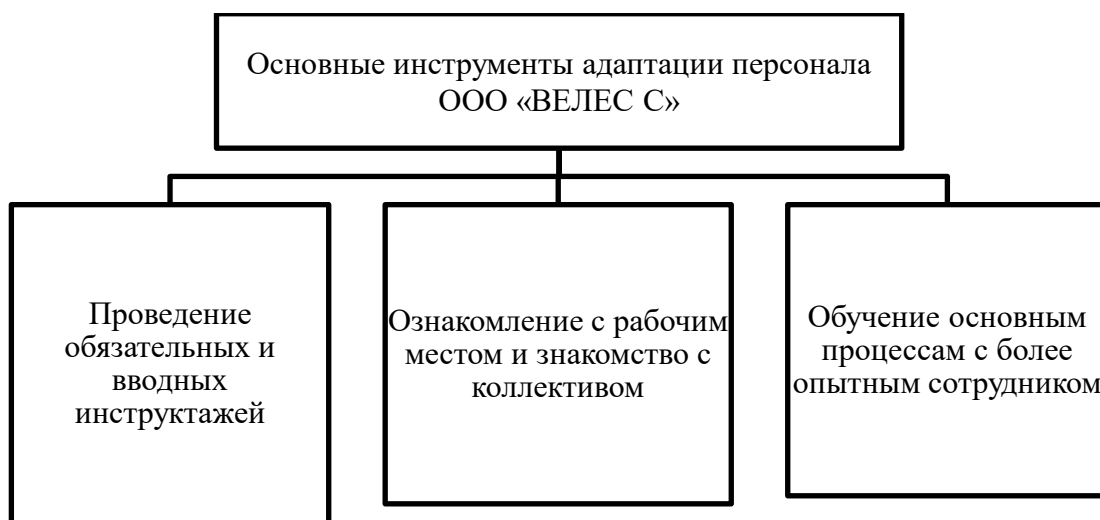 Основные инструменты адаптации персонала
ООО «ВЕЛЕС С»
Проведение
обязательных и
вводных
инструктажей
Ознакомление с рабочим
местом и знакомство с
коллективом
Обучение основным
процессам с более
опытным сотрудником